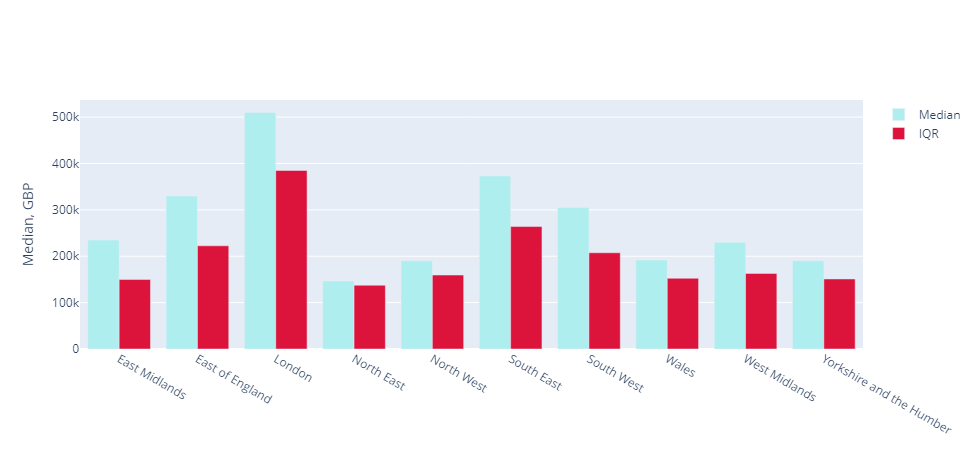 Median
IQR
Median, GBP
500k
400k
300k
200k
100k
0
East Midlands
East of England
London
North East
North West
South East
South West
Wales
West Midlands
Yorkshire and the Humber